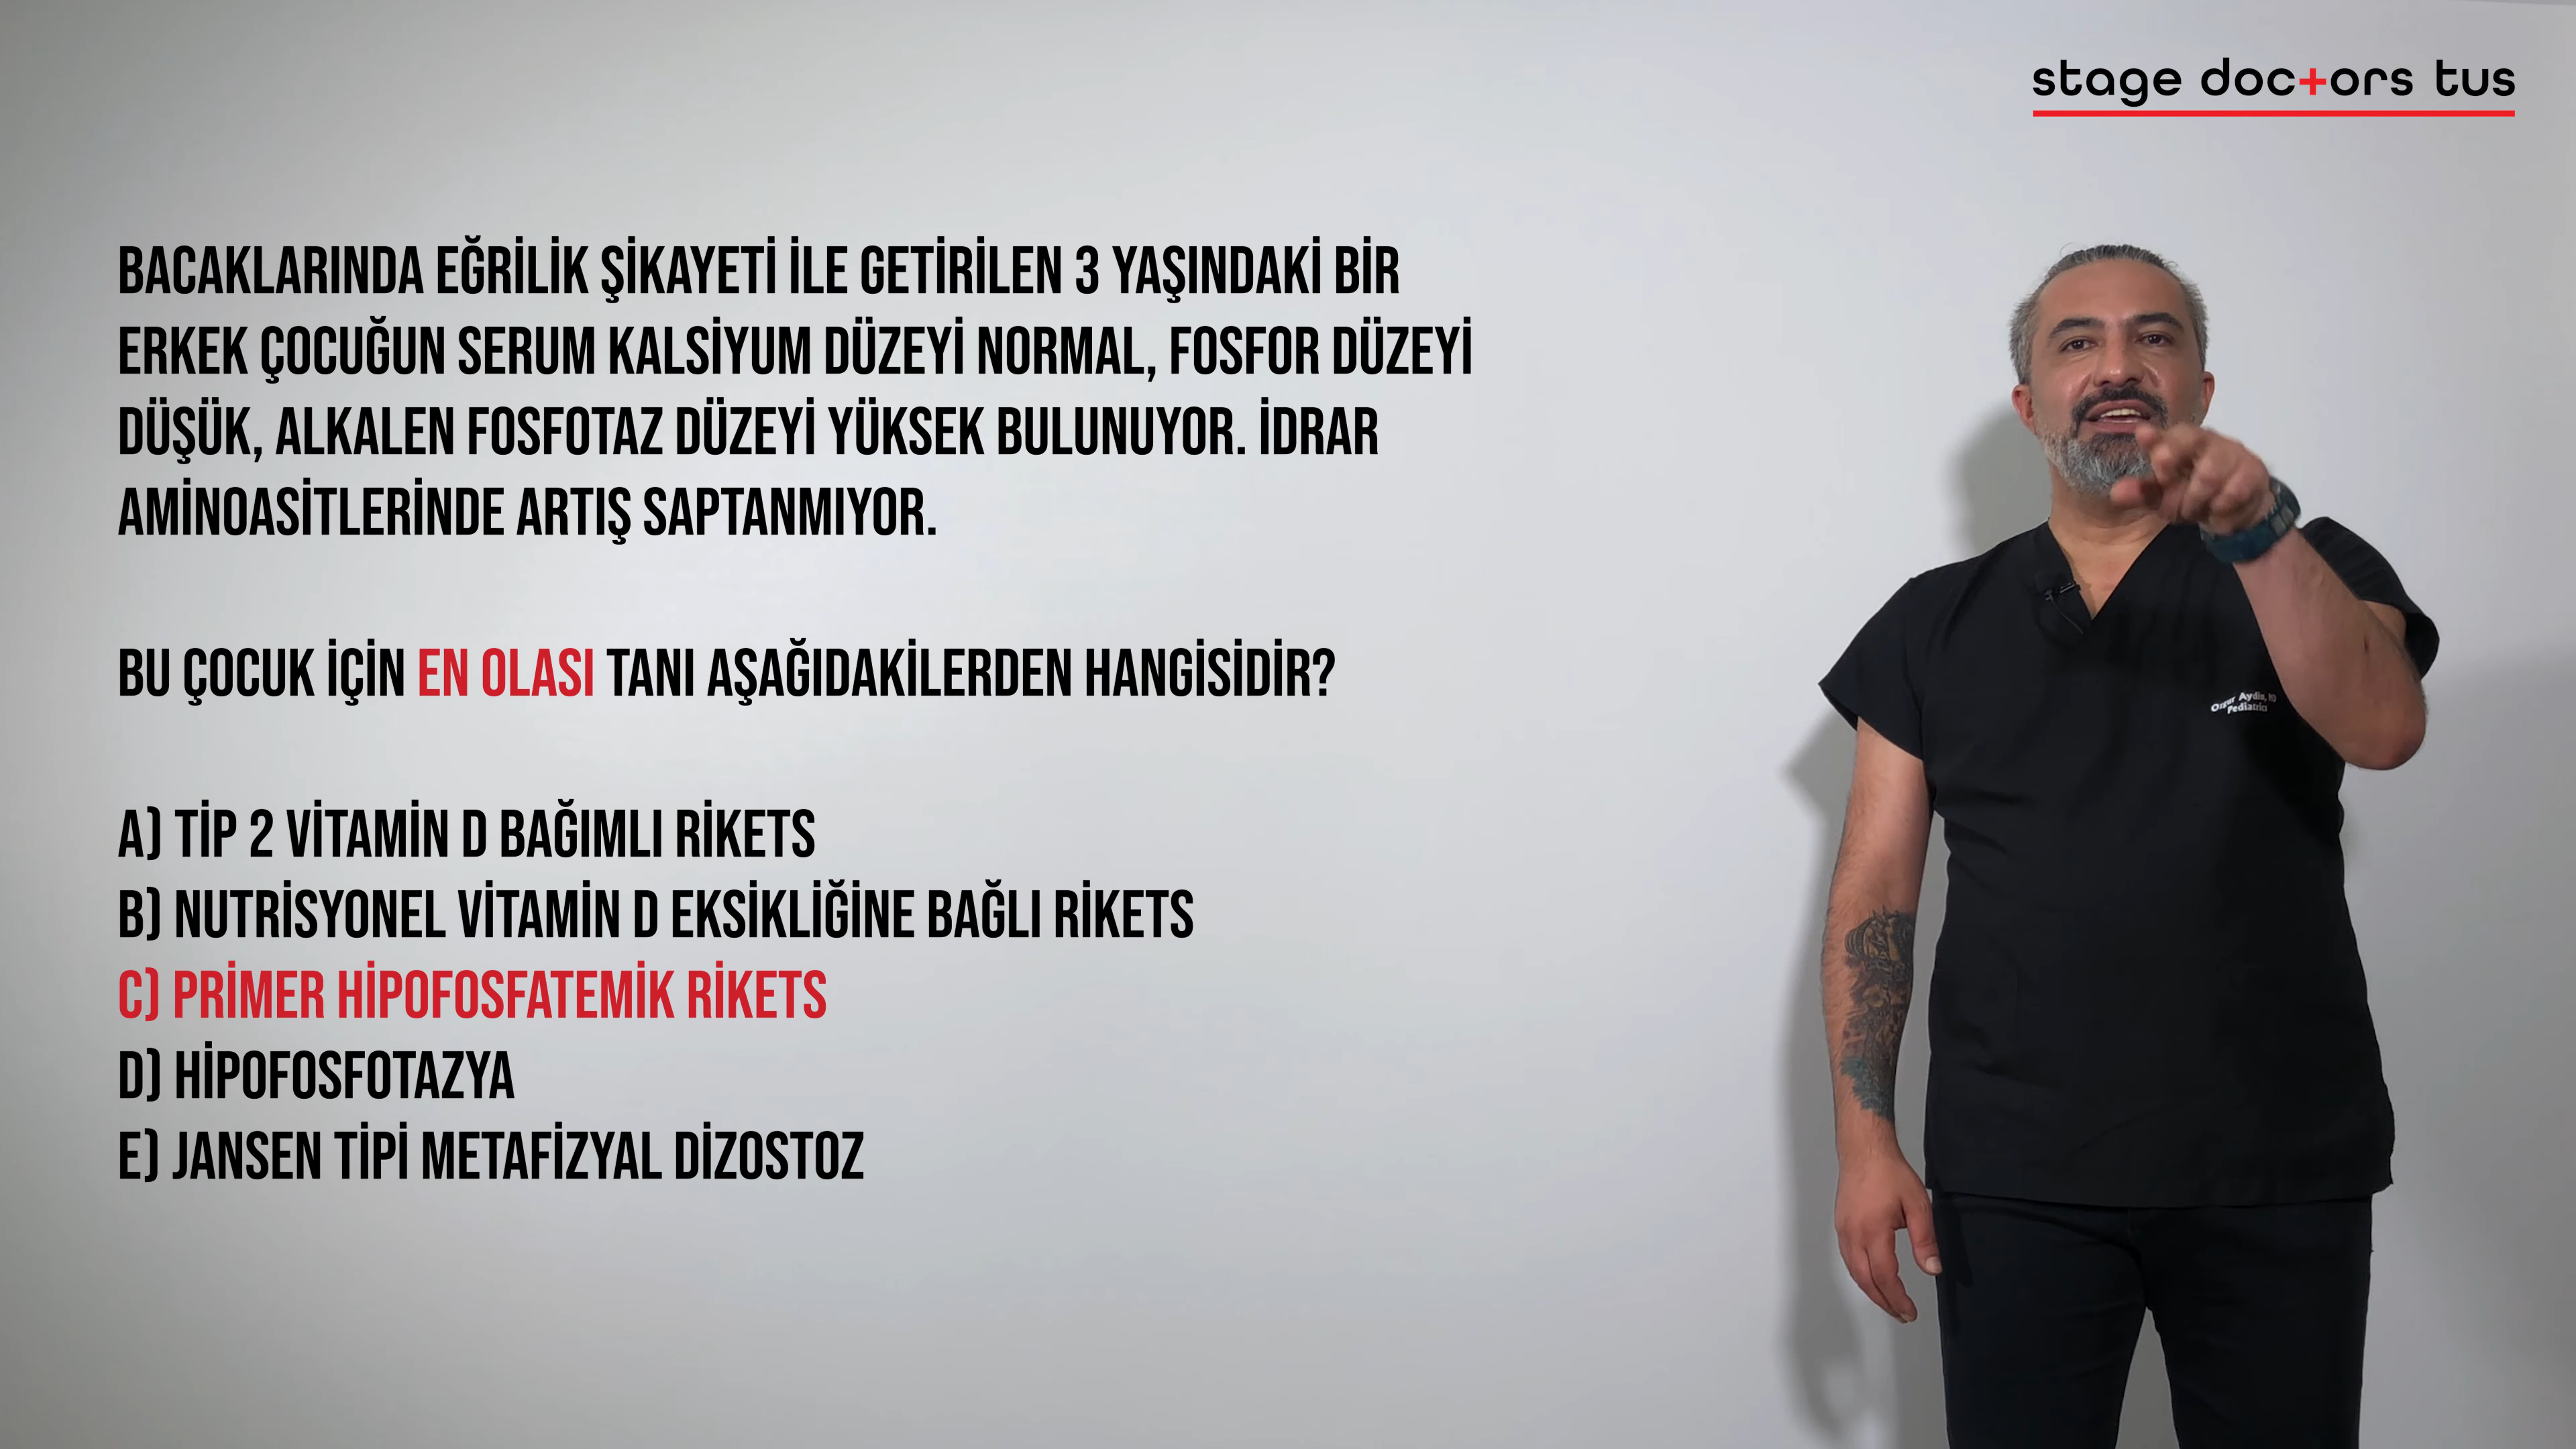 stage doctors tus
BACAKLARINDA EĞRİLİK ŞİKAYETİ İLE GETİRİLEN 3 YAŞINDAKİ BİR
ERKEK ÇOCUĞUN SERUM KALSİYUM DÜZEYİ NORMAL, FOSFOR DÜZEYİ
DÜŞÜK, ALKALEN FOSFOTAZ DÜZEYİ YÜKSEK BULUNUYOR. İDRAR
AMİNOASİTLERİNDE ARTIŞ SAPTANMIYOR.
BU ÇOCUK İÇİN EN OLASI TANI AŞAĞIDAKİLERDEN HANGİSİDİR?
A) TİP 2 VİTAMİN D BAĞIMLI RİKETS
B) NUTRİSYONEL VİTAMİN D EKSİKLİĞİNE BAĞLI RİKETS
C) PRİMER HİPOFOSFATEMİK RİKETS
D) HİPOFOSFOTAZYA
E) JANSEN TİPİ METAFİZYAL DİZOSTOZ